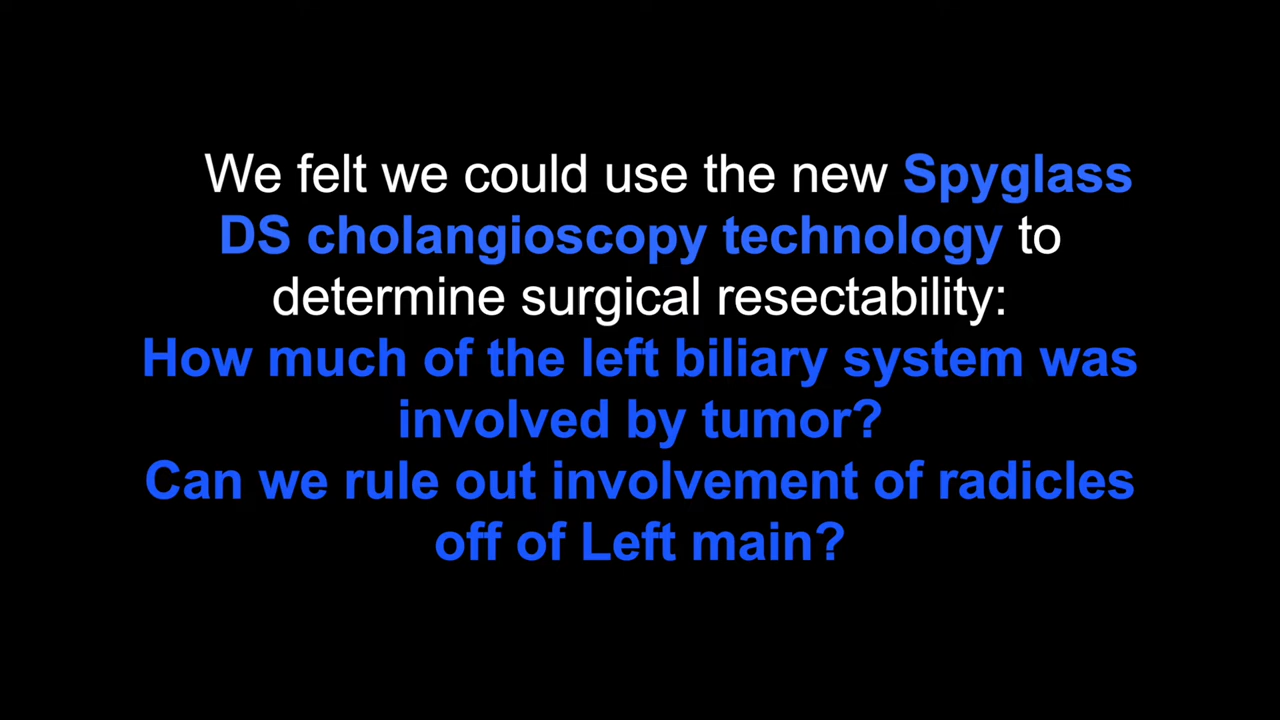 We felt we could use the new Spyglass
DS cholangioscopy technology to
determine surgical resectability:
How much of the left biliary system was
involved by tumor?
Can we rule out involvement of radicles
off of Left main?